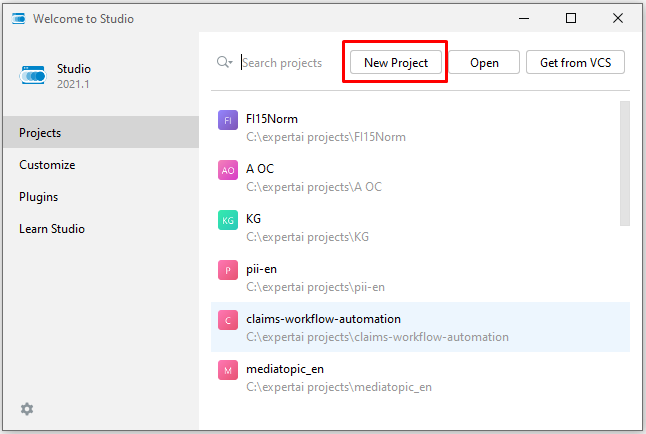 Welcome to Studio
Studio
2021.1
Projects
Customize
Plugins
Learn Studio
Search projects
New Project
Open
Get from VCS
FI
FI15Norm
C:\expertai projects\FI15Norm
AO
A OC
C:\expertai projects\A OC
KG
KG
C:\expertai projects\KG
P
pii-en
C:\expertai projects\pii-en
C
claims-workflow-automation
C:\expertai projects\claims-workflow-automation
M
mediatopic_en
C:\expertai projects\mediatopic_en